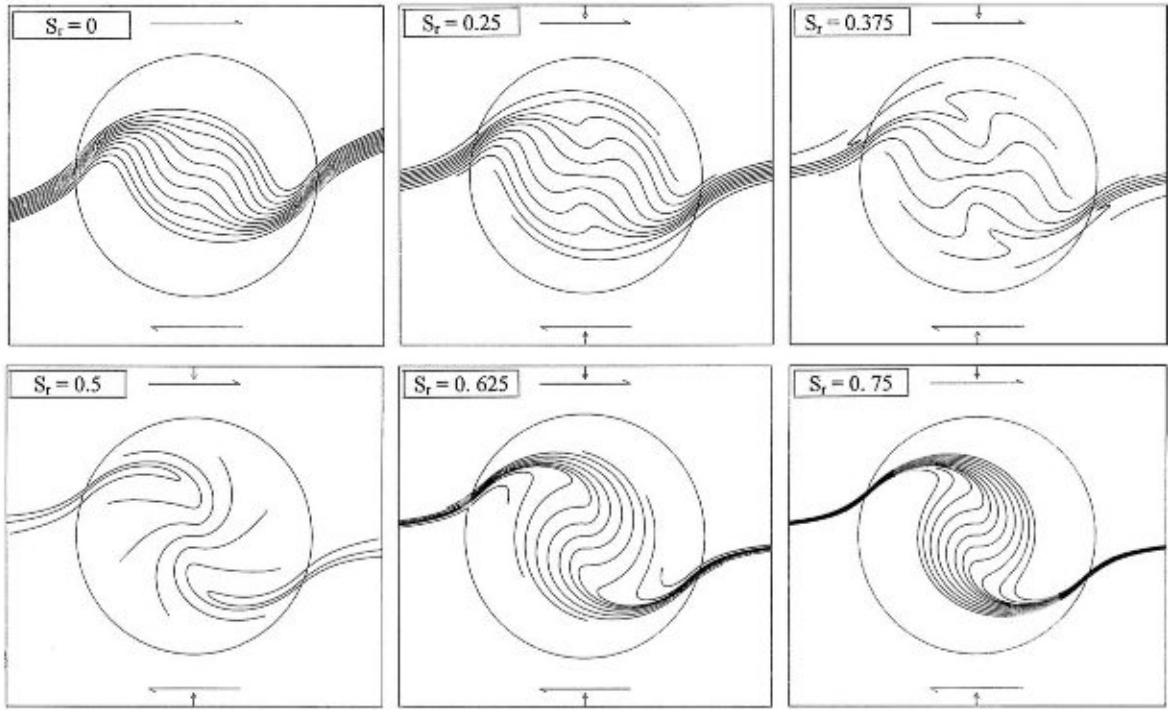 Sr = 0
Sr = 0.25
Sr = 0.375
Sr = 0.5
Sr = 0. 625
Sr = 0. 75